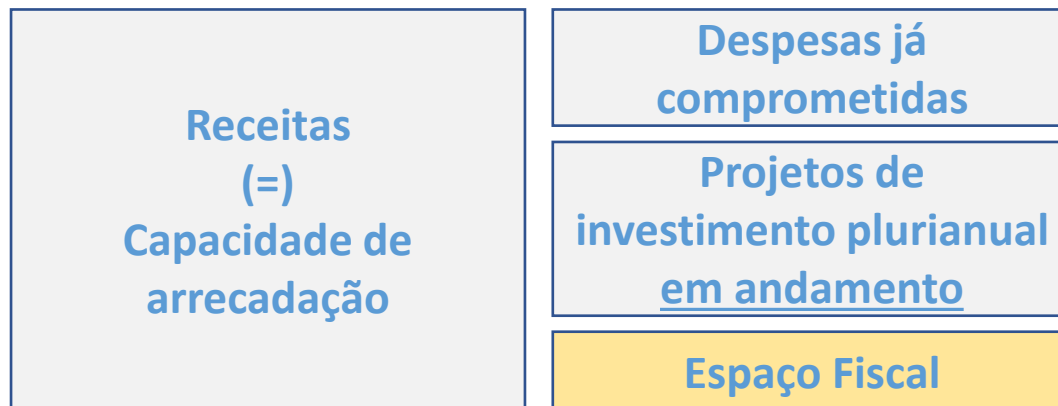 Receitas
(=)
Capacidade de
arrecadação
Despesas já
comprometidas
Projetos de
investimento plurianual
em andamento
Espaço Fiscal